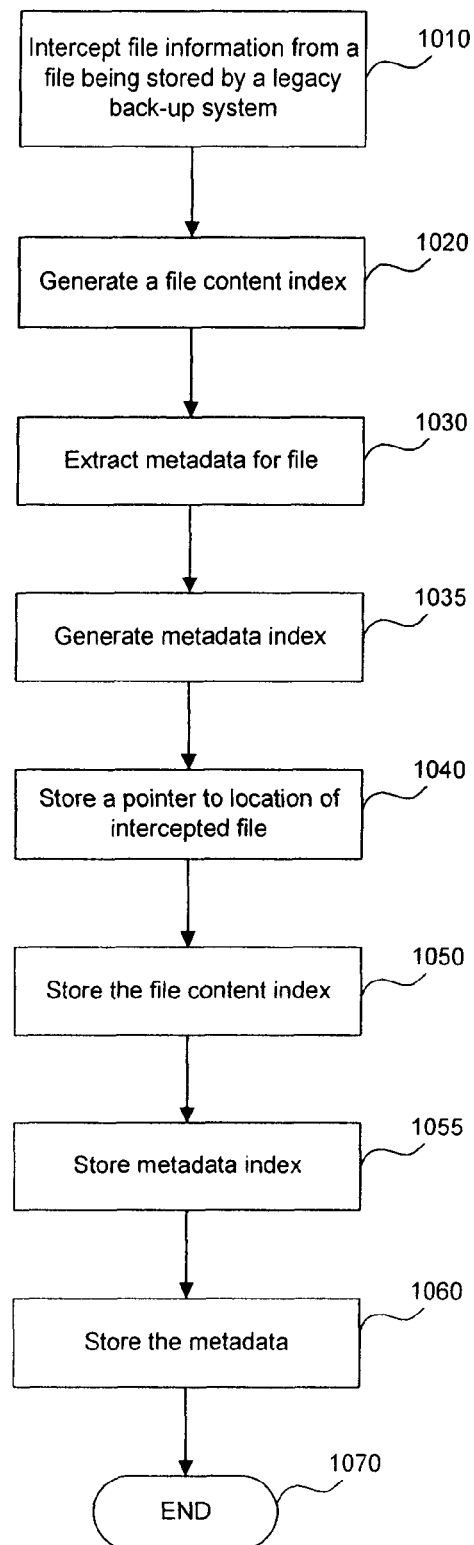 Intercept file information from a
file being stored by a legacy
back-up system
1010
Generate a file content index
1020
Extract metadata for file
1030
Generate metadata index
1035
Store a pointer to location of
intercepted file
1040
Store the file content index
1050
Store metadata index
1055
Store the metadata
1060
END
1070